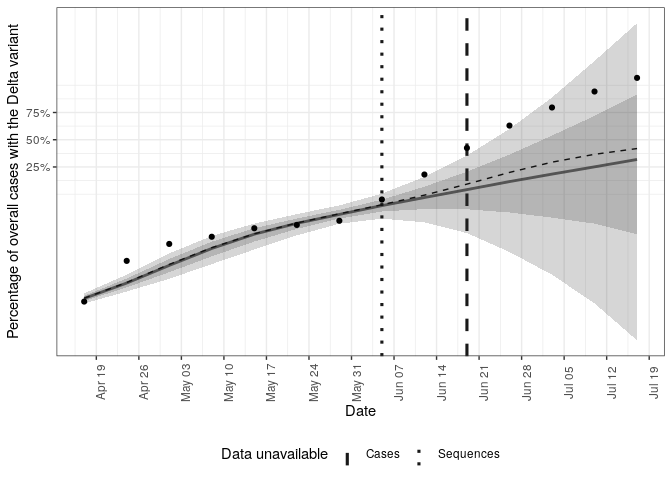 Percentage of overall cases with the Delta variant
75%
50%
25%
Apr 19
Apr 26
May 03
May 10
May 17
May 24
May 31
Jun 07
Jun 14
Jun 21
Jun 28
Jul 05
Jul 12
Jul 19
Date
Data unavailable Cases Sequences